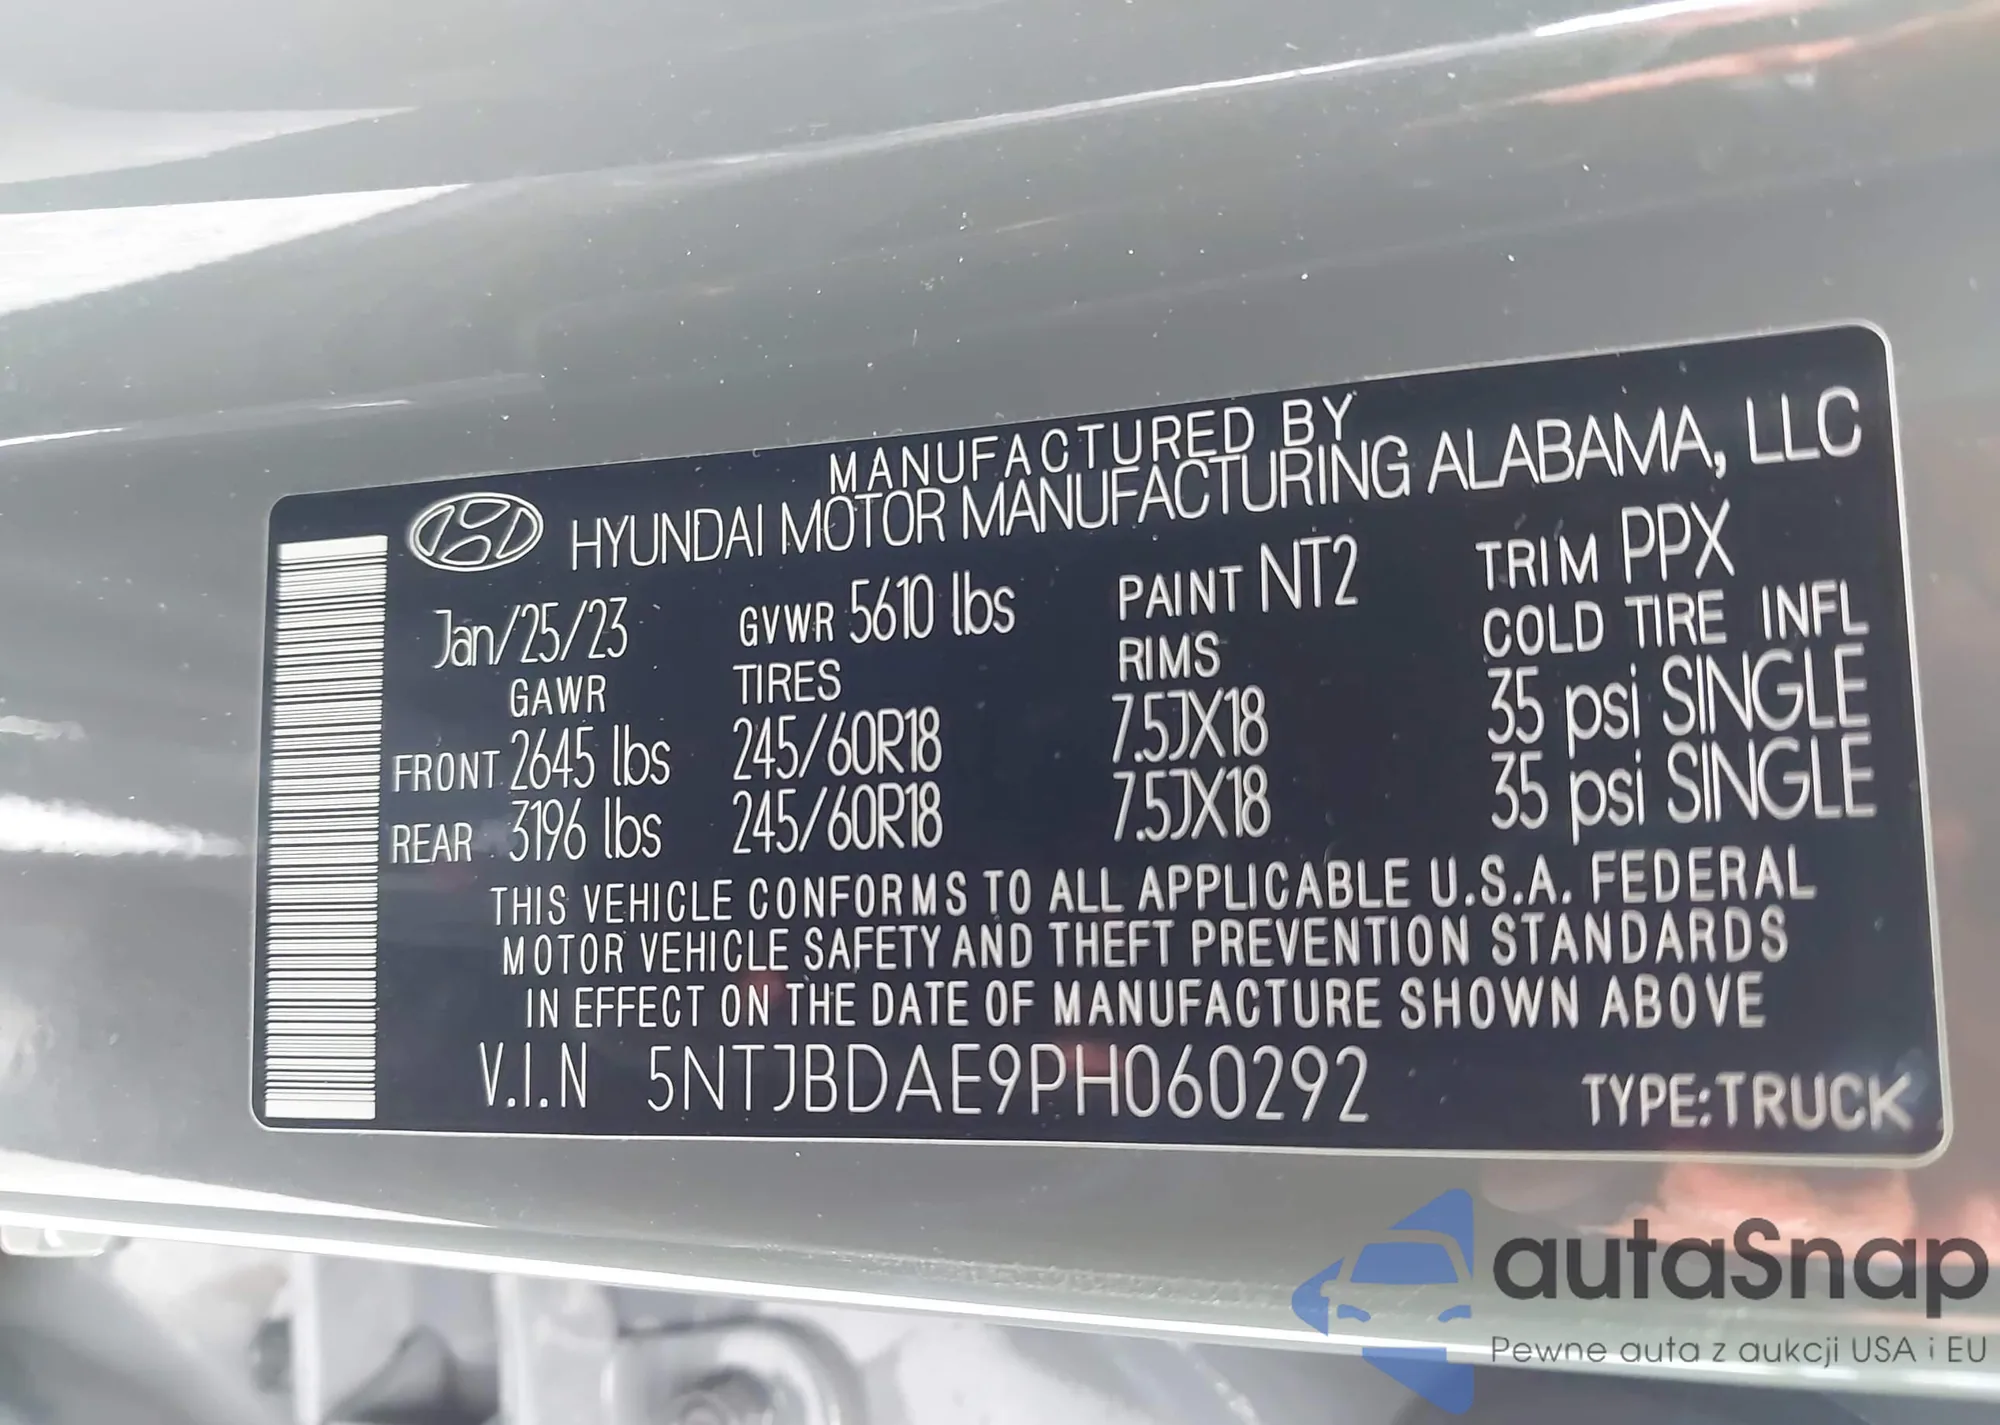 MANUFACTURED BY
HYUNDAI MOTOR MANUFACTURING ALABAMA, LLC
Jan/25/23 GVWR 5610 lbs PAINT NT2 TRIM PPX
GAWR TIRES RIMS COLD TIRE INFL
FRONT 2645 lbs 245/60R18 7.5JX18 35 psi SINGLE
REAR 3196 lbs 245/60R18 7.5JX18 35 psi SINGLE
THIS VEHICLE CONFORMS TO ALL APPLICABLE U.S.A. FEDERAL
MOTOR VEHICLE SAFETY AND THEFT PREVENTION STANDARDS
IN EFFECT ON THE DATE OF MANUFACTURE SHOWN ABOVE
V.I.N 5NTJBDAE9PH060292 TYPE:TRUCK
autaSnap
Pewne auta z aukcji USA i EU